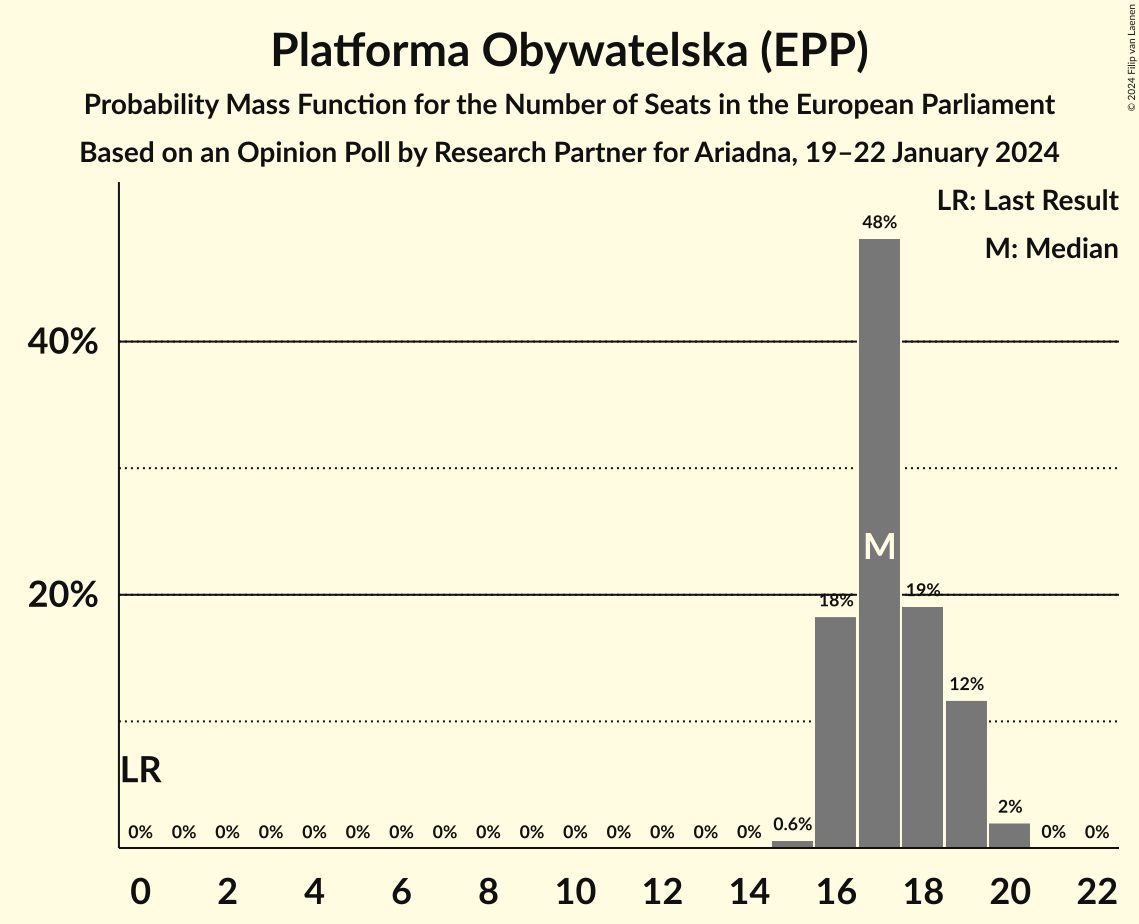 Platforma Obywatelska (EPP)
Probability Mass Function for the Number of Seats in the European Parliament
Based on an Opinion Poll by Research Partner for Ariadna, 19–22 January 2024
© 2024 Filip van Laenen
LR: Last Result
M: Median
48%
40%
M
20%
18%
19%
12%
LR
0% 0% 0% 0% 0% 0% 0% 0% 0% 0% 0% 0% 0% 0% 0% 0.6% 2% 0% 0%
0 2 4 6 8 10 12 14 16 18 20 22